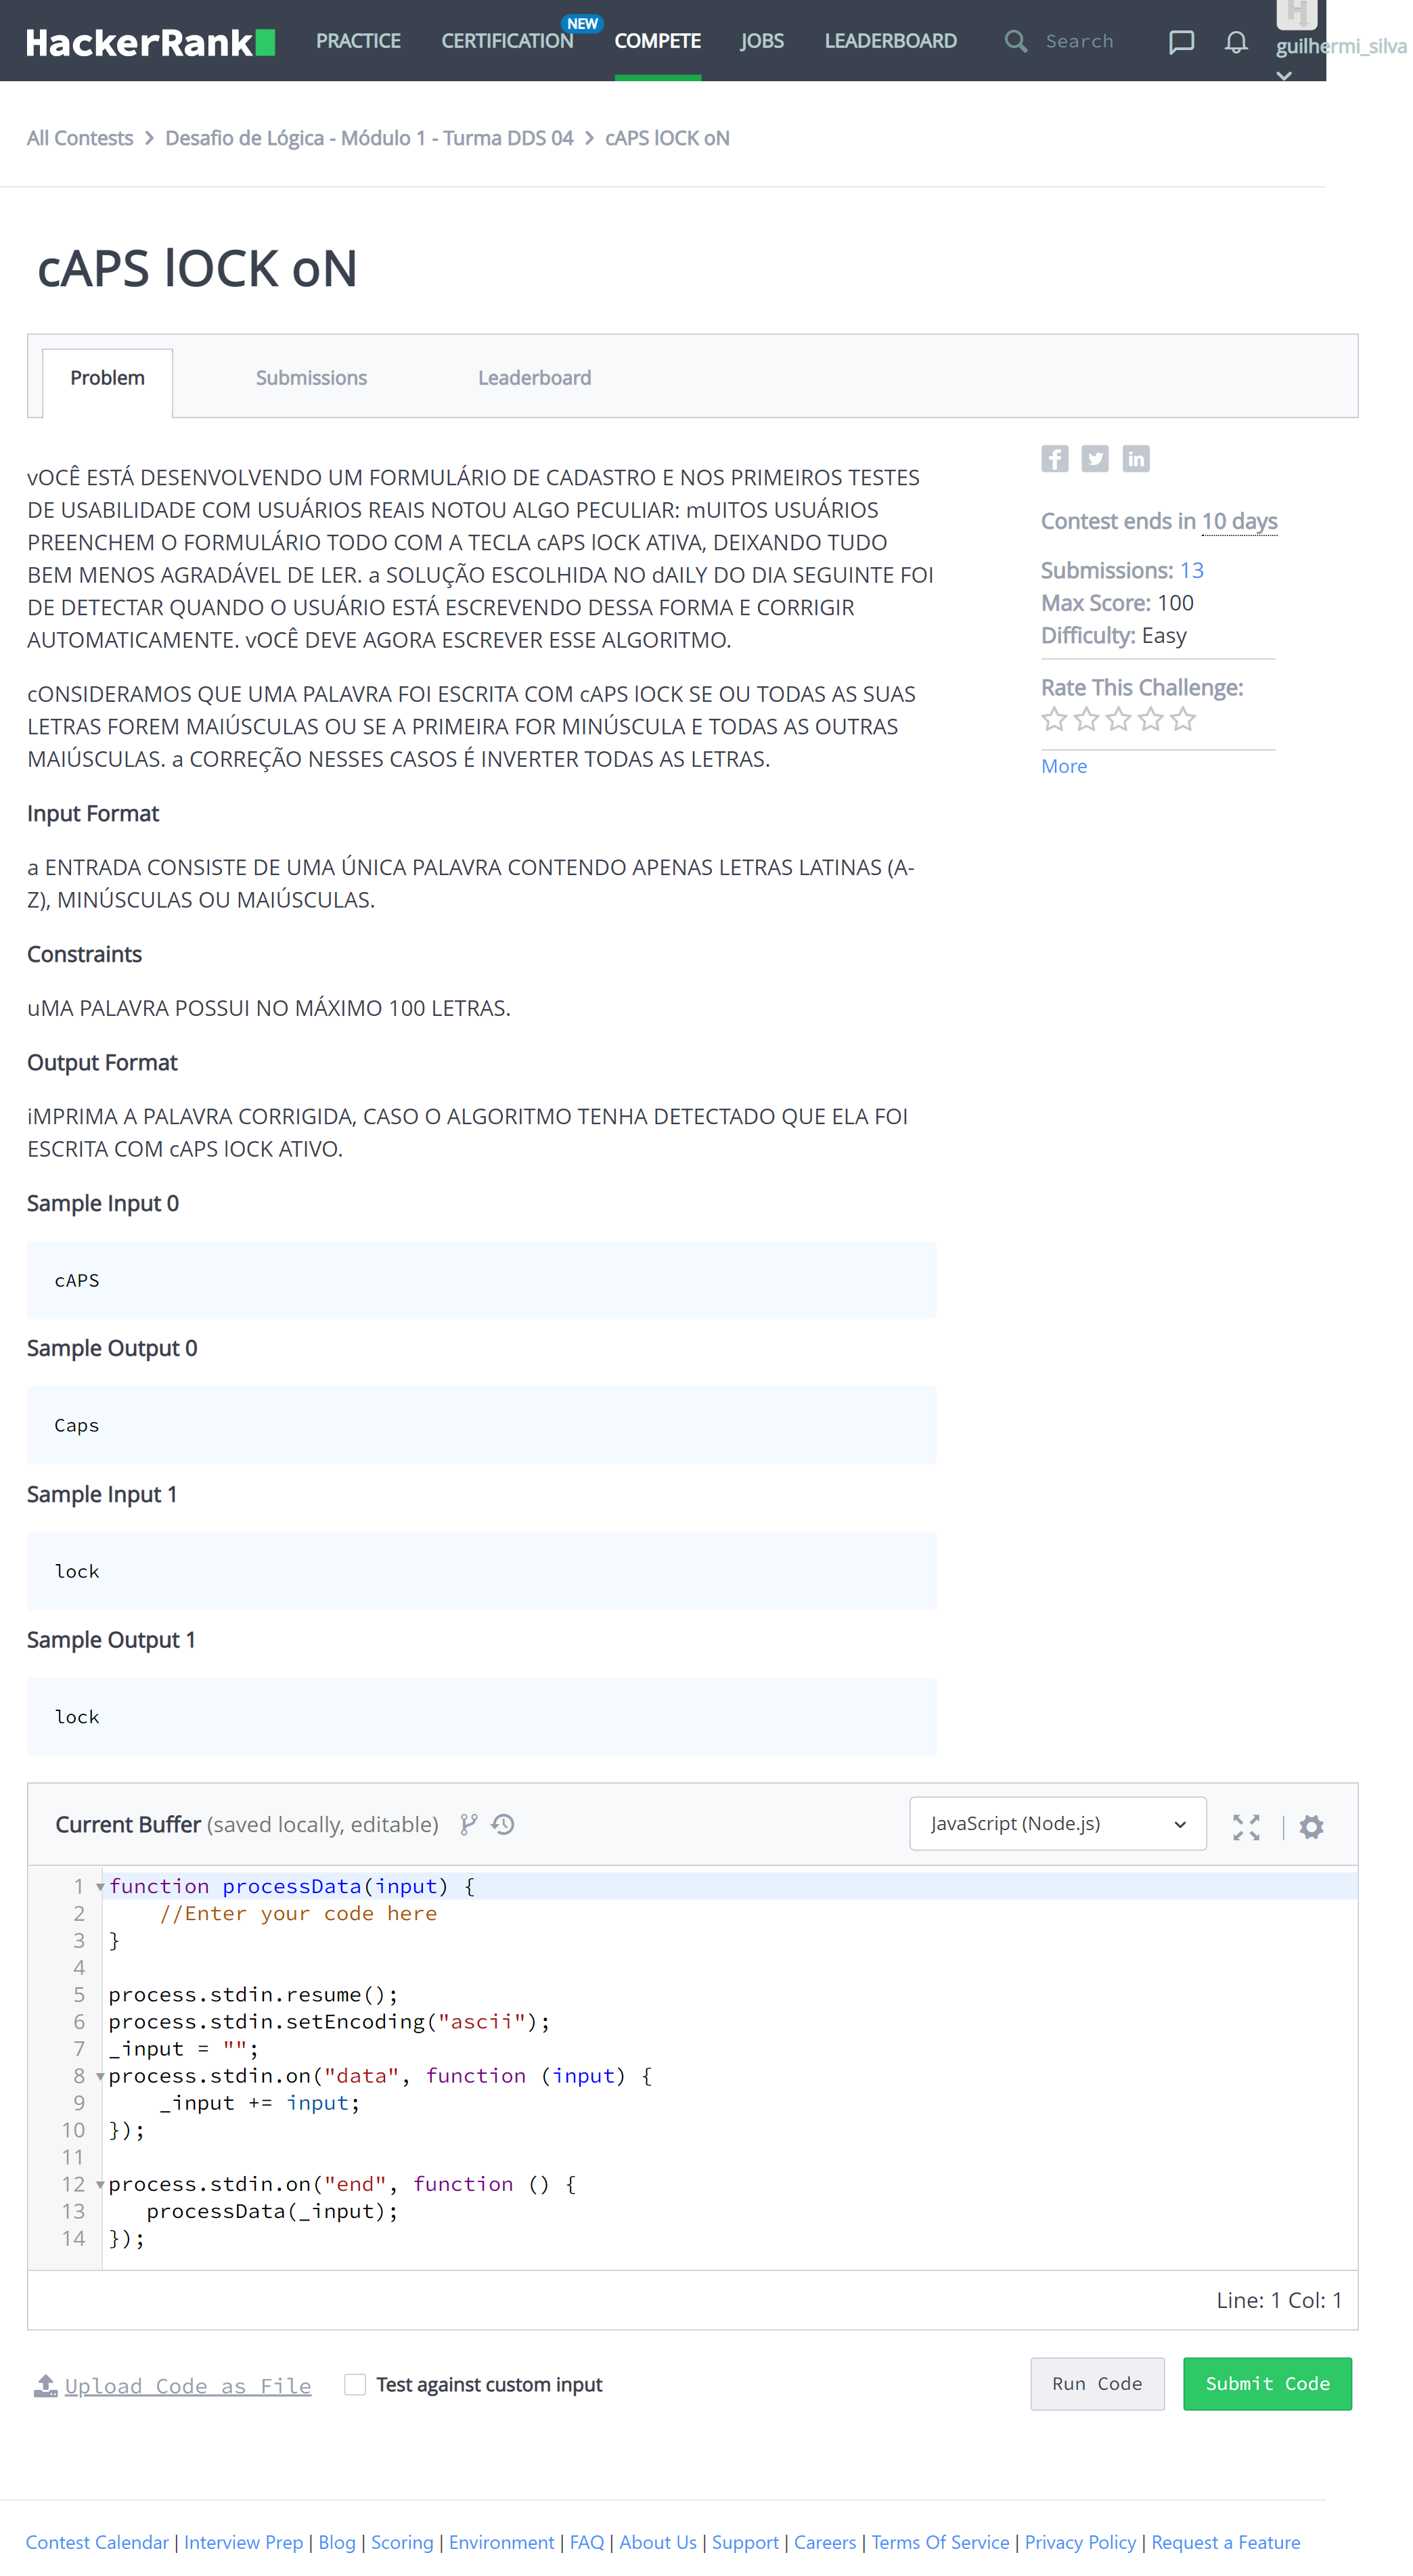 HackerRank
PRACTICE CERTIFICATION NEW COMPETE JOBS LEADERBOARD Search guilhermi_silva
All Contests > Desafio de Lógica - Módulo 1 - Turma DDS 04 > cAPS lOCK oN
cAPS lOCK oN
Problem Submissions Leaderboard
vOCÊ ESTÁ DESENVOLVENDO UM FORMULÁRIO DE CADASTRO E NOS PRIMEIROS TESTES
DE USABILIDADE COM USUÁRIOS REAIS NOTOU ALGO PECULIAR: mUITOS USUÁRIOS
PREENCHEM O FORMULÁRIO TODO COM A TECLA cAPS lOCK ATIVA, DEIXANDO TUDO
BEM MENOS AGRADÁVEL DE LER. a SOLUÇÃO ESCOLHIDA NO dAILY DO DIA SEGUINTE FOI
DE DETECTAR QUANDO O USUÁRIO ESTÁ ESCREVENDO DESSA FORMA E CORRIGIR
AUTOMATICAMENTE. vOCÊ DEVE AGORA ESCREVER ESSE ALGORITMO.
cONSIDERAMOS QUE UMA PALAVRA FOI ESCRITA COM cAPS lOCK SE OU TODAS AS SUAS
LETRAS FOREM MAIÚSCULAS OU SE A PRIMEIRA FOR MINÚSCULA E TODAS AS OUTRAS
MAIÚSCULAS. a CORREÇÃO NESSES CASOS É INVERTER TODAS AS LETRAS.
Input Format
a ENTRADA CONSISTE DE UMA ÚNICA PALAVRA CONTENDO APENAS LETRAS LATINAS (A-
Z), MINÚSCULAS OU MAIÚSCULAS.
Constraints
uMA PALAVRA POSSUI NO MÁXIMO 100 LETRAS.
Output Format
iMPRIMA A PALAVRA CORRIGIDA, CASO O ALGORITMO TENHA DETECTADO QUE ELA FOI
ESCRITA COM cAPS lOCK ATIVO.
Sample Input 0
cAPS
Sample Output 0
Caps
Sample Input 1
lock
Sample Output 1
lock
Contest ends in 10 days
Submissions: 13
Max Score: 100
Difficulty: Easy
Rate This Challenge:
More
Current Buffer (saved locally, editable) JavaScript (Node.js)
1 function processData(input) {
2     //Enter your code here
3 }
4
5 process.stdin.resume();
6 process.stdin.setEncoding("ascii");
7 _input = "";
8 process.stdin.on("data", function (input) {
9     _input += input;
10 });
11
12 process.stdin.on("end", function () {
13    processData(_input);
14 });
Line: 1 Col: 1
Upload Code as File Test against custom input Run Code Submit Code
Contest Calendar | Interview Prep | Blog | Scoring | Environment | FAQ | About Us | Support | Careers | Terms Of Service | Privacy Policy | Request a Feature